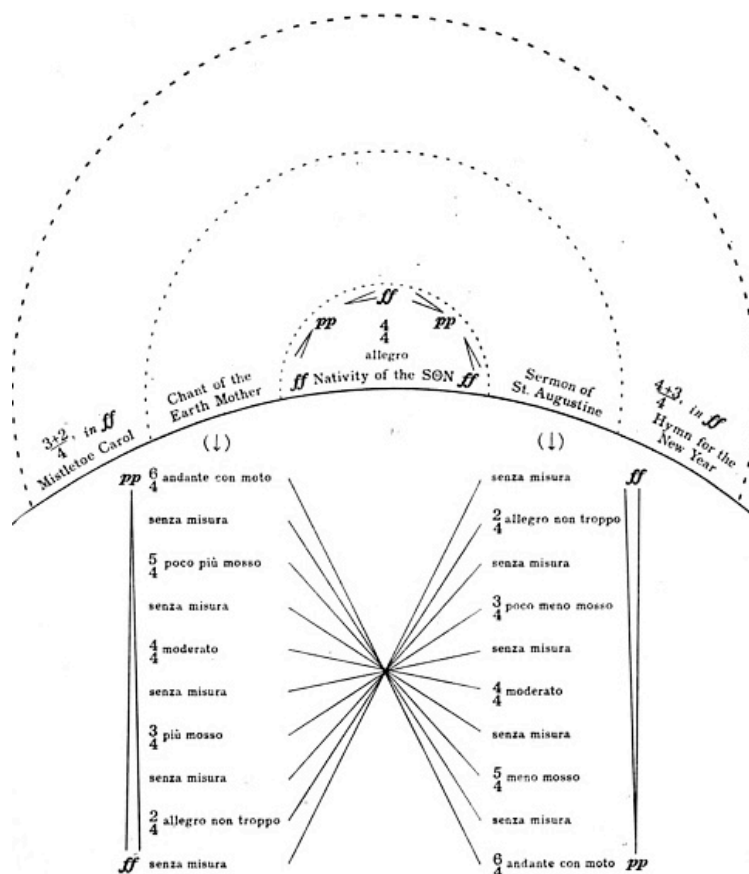 ff
pp pp
4
4
allegro
ff Nativity of the SΘN ff
Chant of the
Earth Mother
Sermon of
St. Augustine
3+2
4, in ff
Mistletoe Carol
4+3
4, in ff
Hymn for the
New Year
(↓) (↓)
pp 6/4 andante con moto
senza misura
5/4 poco più mosso
senza misura
4/4 moderato
senza misura
3/4 più mosso
senza misura
2/4 allegro non troppo
ff senza misura
senza misura ff
2/4 allegro non troppo
senza misura
3/4 poco meno mosso
senza misura
4/4 moderato
senza misura
5/4 meno mosso
senza misura
6/4 andante con moto pp